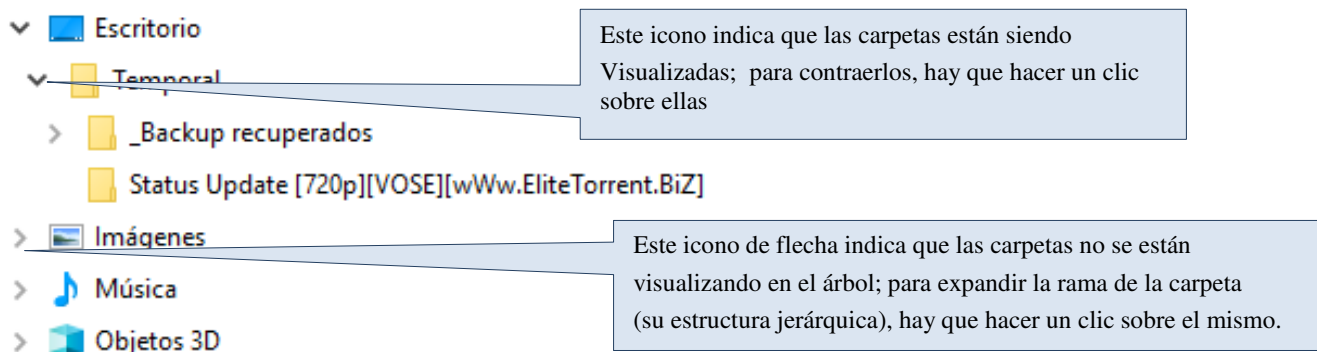 Escritorio
Este icono indica que las carpetas están siendo
Visualizadas; para contraerlos, hay que hacer un clic
sobre ellas
Temporal
_Backup recuperados
Status Update [720p][VOSE][wWw.EliteTorrent.BiZ]
Imágenes
Este icono de flecha indica que las carpetas no se están
visualizando en el árbol; para expandir la rama de la carpeta
(su estructura jerárquica), hay que hacer un clic sobre el mismo.
Música
Objetos 3D